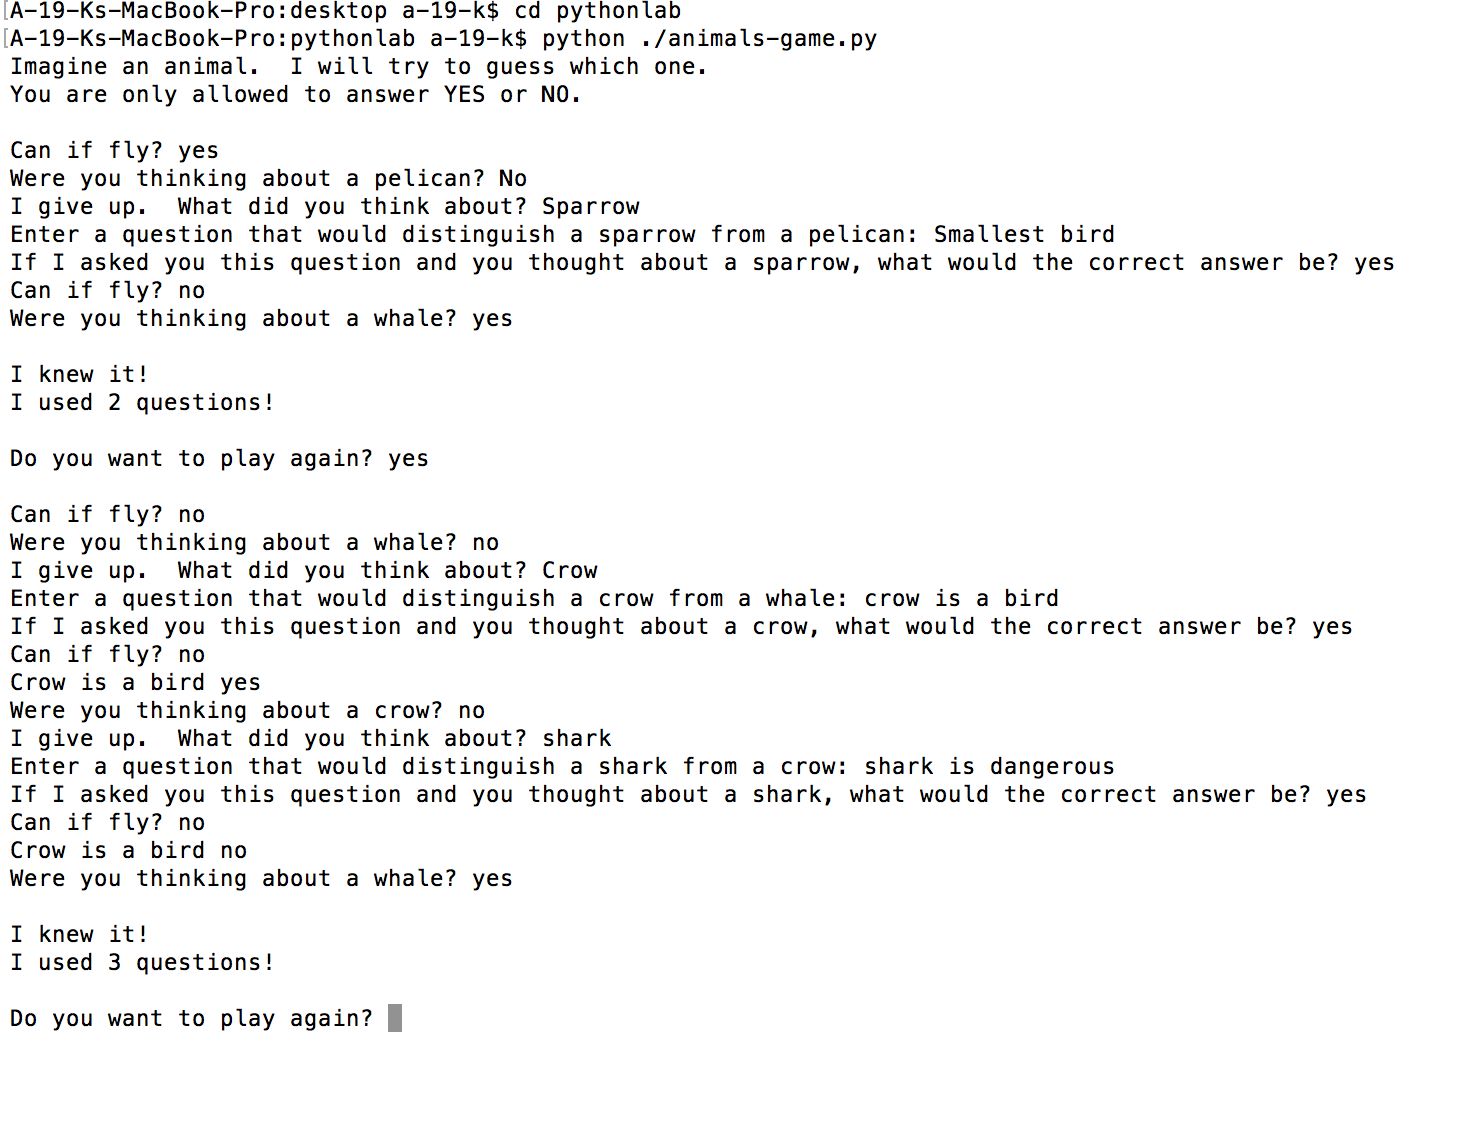 [A-19-Ks-MacBook-Pro:desktop a-19-k$ cd pythonlab
[A-19-Ks-MacBook-Pro:pythonlab a-19-k$ python ./animals-game.py
Imagine an animal.  I will try to guess which one.
You are only allowed to answer YES or NO.
Can if fly? yes
Were you thinking about a pelican? No
I give up.  What did you think about? Sparrow
Enter a question that would distinguish a sparrow from a pelican: Smallest bird
If I asked you this question and you thought about a sparrow, what would the correct answer be? yes
Can if fly? no
Were you thinking about a whale? yes
I knew it!
I used 2 questions!
Do you want to play again? yes
Can if fly? no
Were you thinking about a whale? no
I give up.  What did you think about? Crow
Enter a question that would distinguish a crow from a whale: crow is a bird
If I asked you this question and you thought about a crow, what would the correct answer be? yes
Can if fly? no
Crow is a bird yes
Were you thinking about a crow? no
I give up.  What did you think about? shark
Enter a question that would distinguish a shark from a crow: shark is dangerous
If I asked you this question and you thought about a shark, what would the correct answer be? yes
Can if fly? no
Crow is a bird no
Were you thinking about a whale? yes
I knew it!
I used 3 questions!
Do you want to play again?